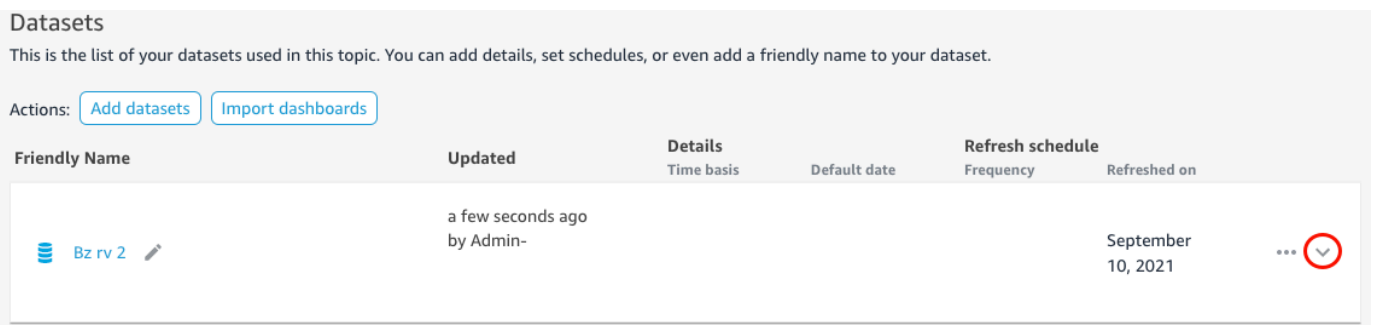 Datasets
This is the list of your datasets used in this topic. You can add details, set schedules, or even add a friendly name to your dataset.
Actions: Add datasets Import dashboards
Friendly Name Updated Details Refresh schedule
Time basis Default date Frequency Refreshed on
Bz rv 2
a few seconds ago
by Admin-
September
10, 2021